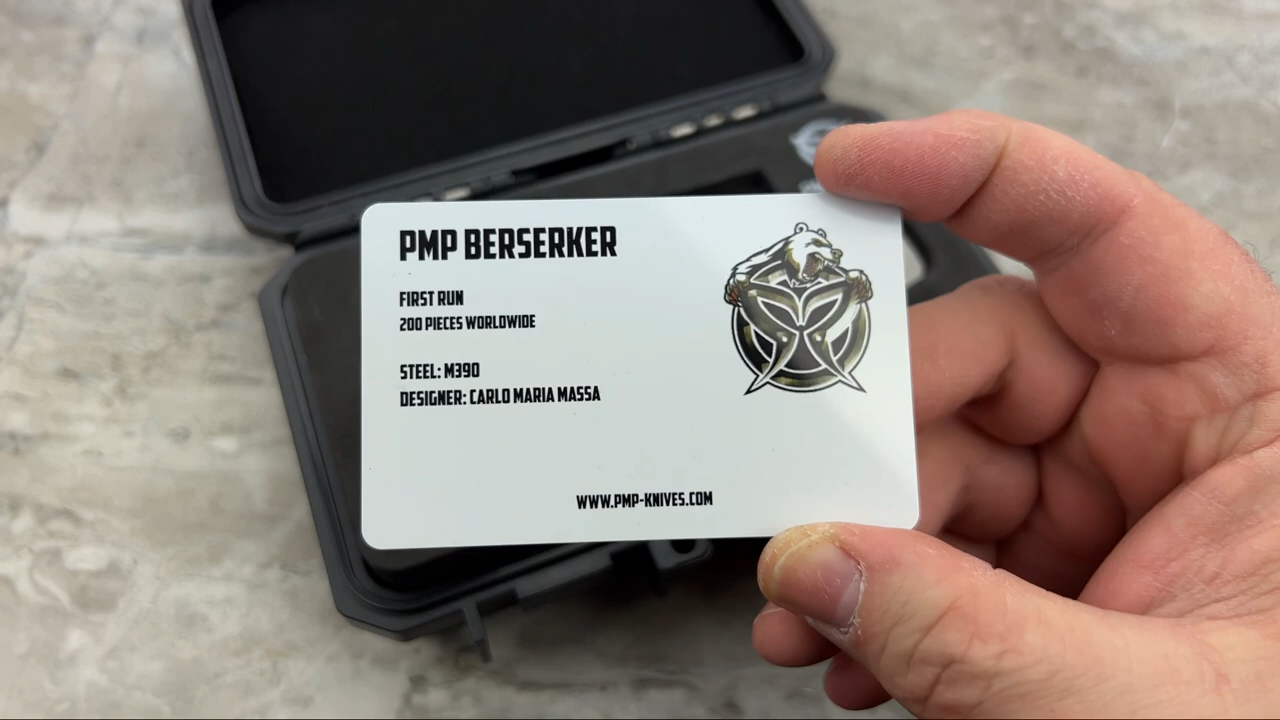 PMP BERSERKER
FIRST RUN
200 PIECES WORLDWIDE
STEEL: M390
DESIGNER: CARLO MARIA MASSA
WWW.PMP-KNIVES.COM